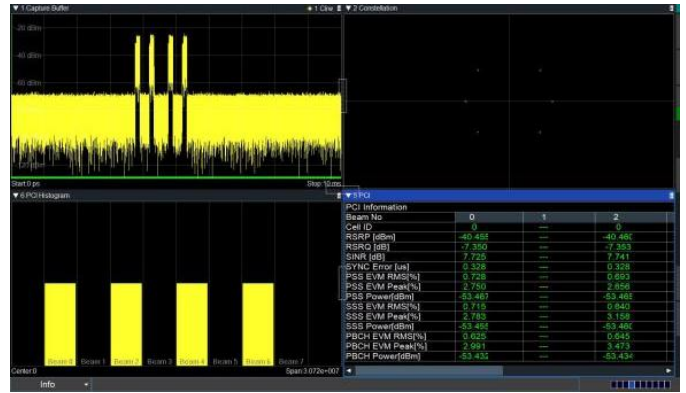 ▼ 1 Capture Buffer
1 Clrw
▼ 2 Constellation
-20 dBm
-40 dBm
-60 dBm
Start 0 ps
Stop 10 ms
▼ 6 PCI Histogram
Beam 0 Beam 1 Beam 2 Beam 3 Beam 4 Beam 5 Beam 6 Beam 7
Center 0
Span 3.072e+007
▼ 5 PCI
PCI Information
Beam No 0 1 2
Cell ID 0 --- 0
RSRP [dBm] -40.455 --- -40.460
RSRQ [dB] -7.350 --- -7.353
SINR [dB] 7.725 --- 7.741
SYNC Error [us] 0.328 --- 0.328
PSS EVM RMS[%] 0.728 --- 0.693
PSS EVM Peak[%] 2.750 --- 2.656
PSS Power[dBm] -53.467 --- -53.465
SSS EVM RMS[%] 0.715 --- 0.640
SSS EVM Peak[%] 2.783 --- 3.158
SSS Power[dBm] -53.455 --- -53.460
PBCH EVM RMS[%] 0.625 --- 0.645
PBCH EVM Peak[%] 2.991 --- 3.473
PBCH Power[dBm] -53.432 --- -53.434
Info